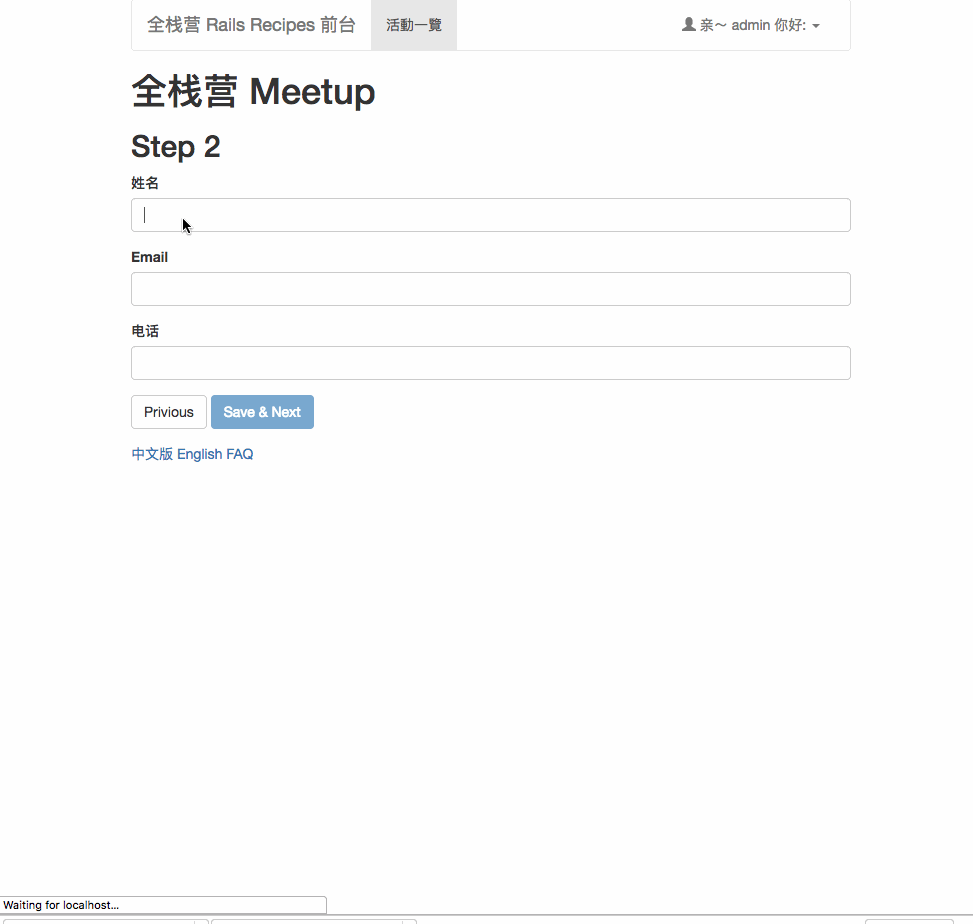 全栈营 Rails Recipes 前台 活動一覽 亲～ admin 你好:
全栈营 Meetup
Step 2
姓名
Email
电话
Privious Save & Next
中文版 English FAQ
Waiting for localhost...